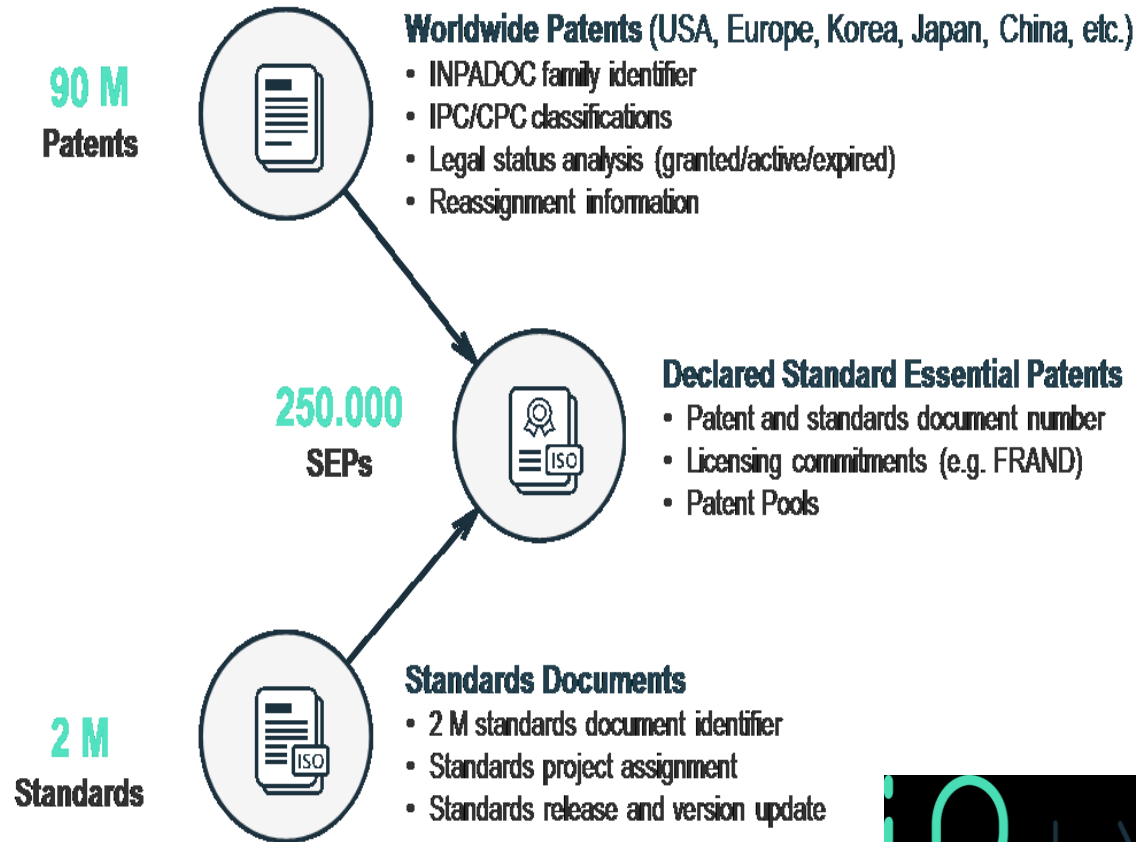 Worldwide Patents (USA, Europe, Korea, Japan, China, etc.)
90 M
Patents
• INPADOC family identifier
• IPC/CPC classifications
• Legal status analysis (granted/active/expired)
• Reassignment information
250.000
SEPs
ISO
Declared Standard Essential Patents
• Patent and standards document number
• Licensing commitments (e.g. FRAND)
• Patent Pools
2 M
Standards
ISO
Standards Documents
• 2 M standards document identifier
• Standards project assignment
• Standards release and version update